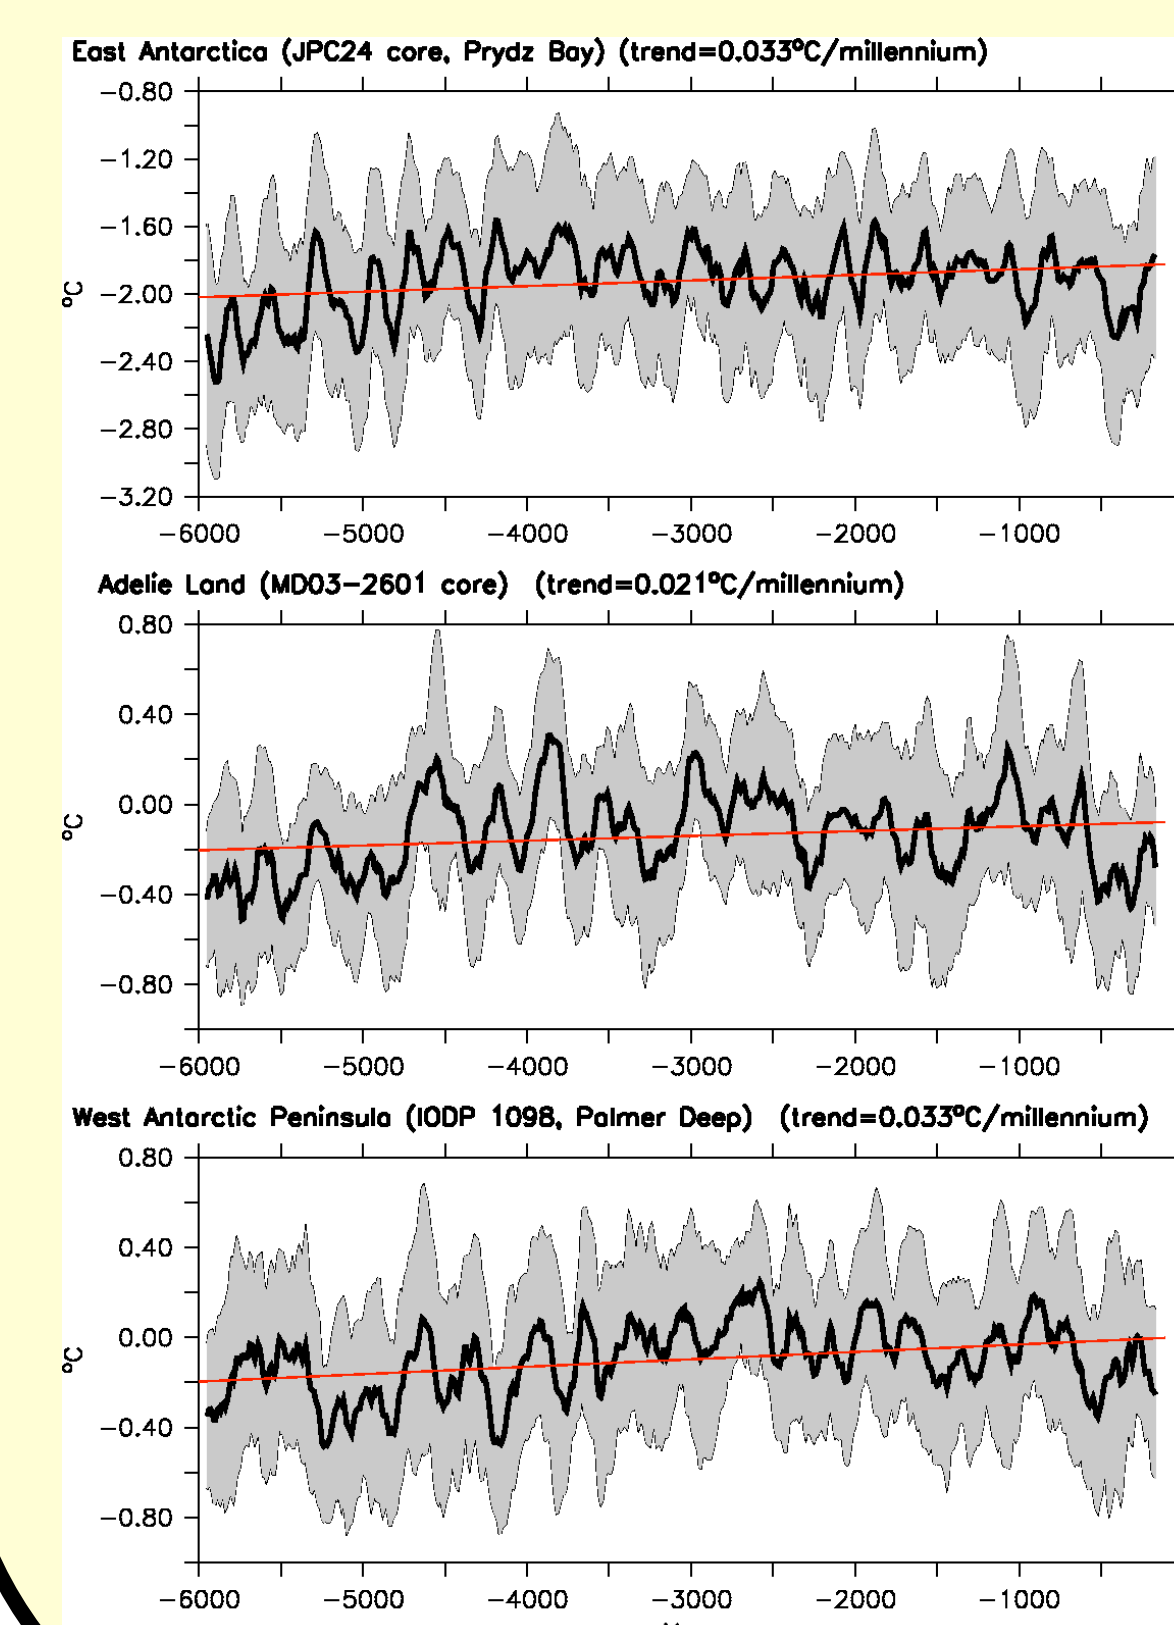 East Antarctica (JPC24 core, Prydz Bay) (trend=0.033°C/millennium)
−0.80
−1.20
−1.60
−2.00
−2.40
−2.80
−3.20
°C
−6000 −5000 −4000 −3000 −2000 −1000
Adelie Land (MD03−2601 core) (trend=0.021°C/millennium)
0.80
0.40
0.00
−0.40
−0.80
°C
−6000 −5000 −4000 −3000 −2000 −1000
West Antarctic Peninsula (IODP 1098, Palmer Deep) (trend=0.033°C/millennium)
0.80
0.40
0.00
−0.40
−0.80
°C
−6000 −5000 −4000 −3000 −2000 −1000